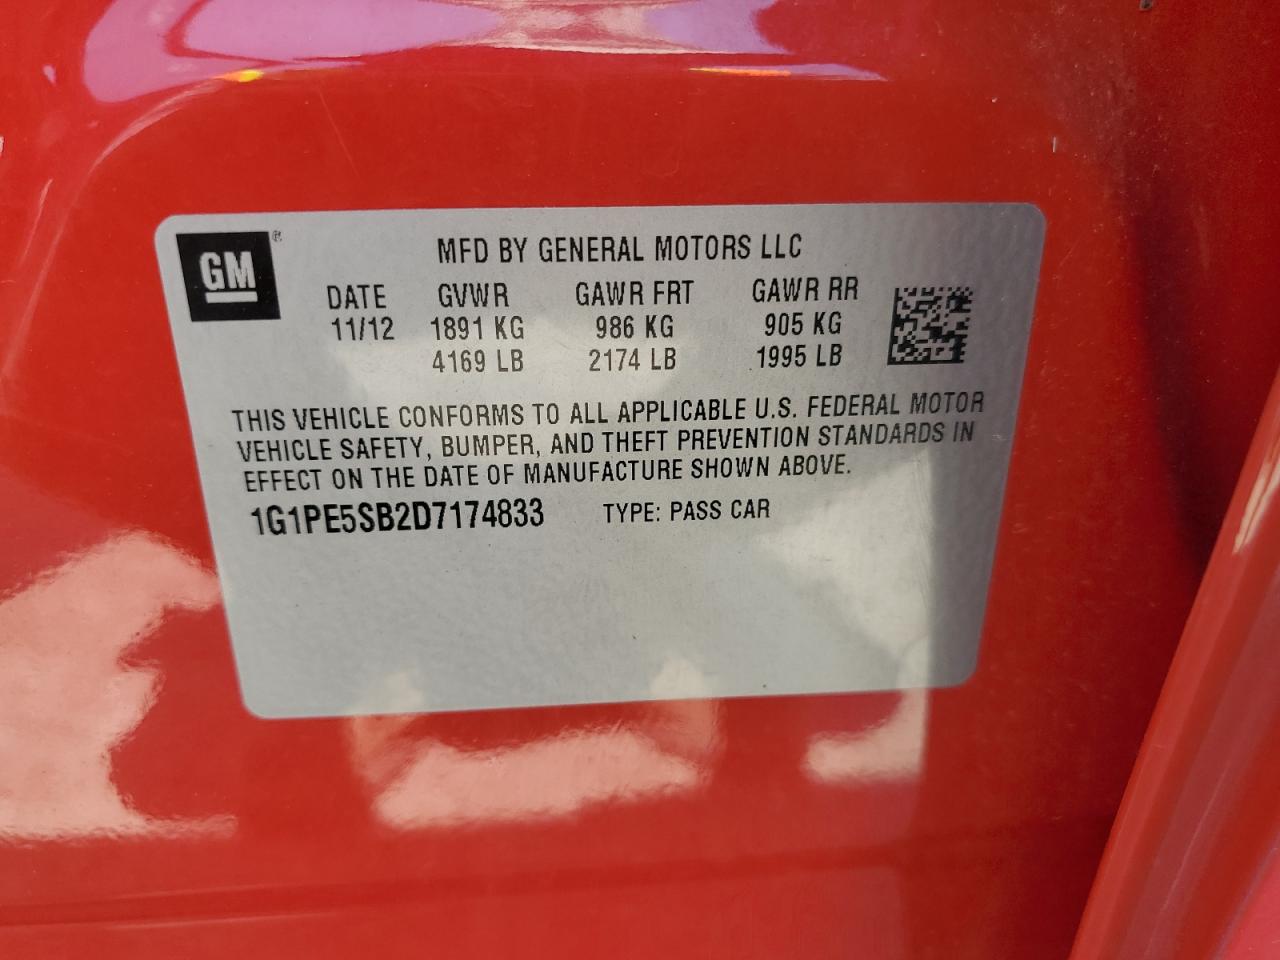 GM®
MFD BY GENERAL MOTORS LLC
DATE GVWR GAWR FRT GAWR RR
11/12 1891 KG 986 KG 905 KG
4169 LB 2174 LB 1995 LB
THIS VEHICLE CONFORMS TO ALL APPLICABLE U.S. FEDERAL MOTOR
VEHICLE SAFETY, BUMPER, AND THEFT PREVENTION STANDARDS IN
EFFECT ON THE DATE OF MANUFACTURE SHOWN ABOVE.
1G1PE5SB2D7174833 TYPE: PASS CAR